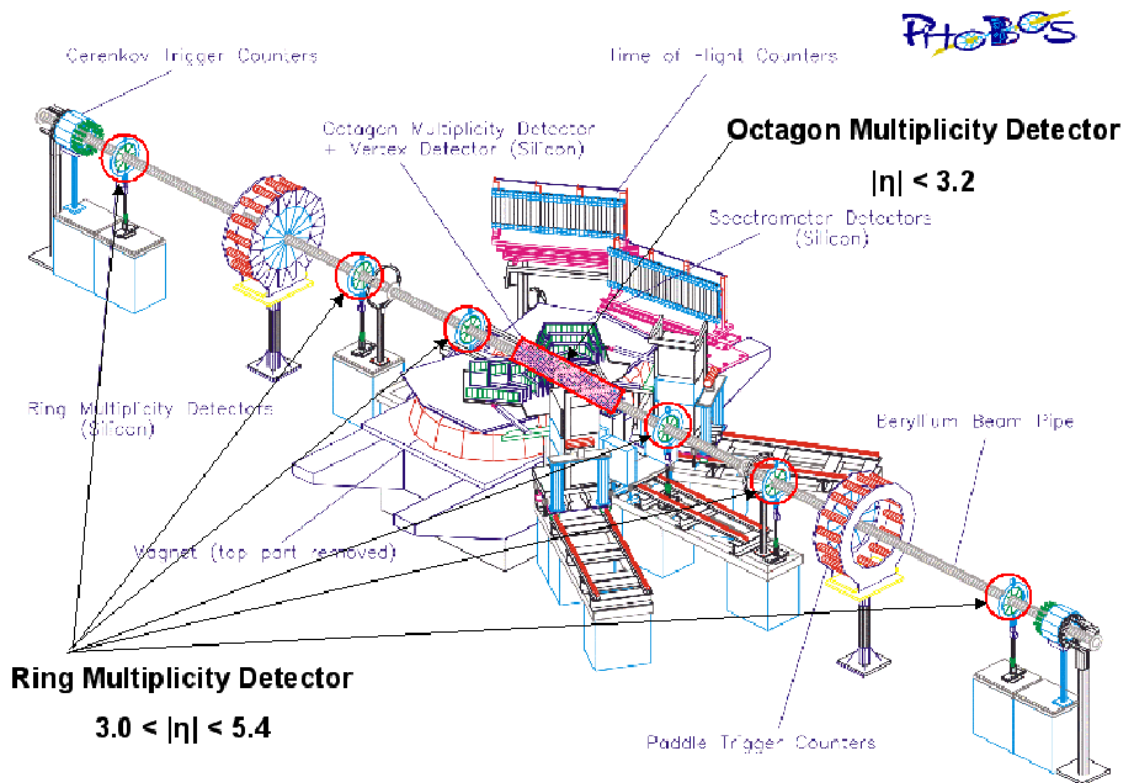 PHOBOS
Cerenkov Trigger Counters
Time of Flight Counters
Octagon Multiplicity Detector
+ Vertex Detector (Silicon)
Octagon Multiplicity Detector
|η| < 3.2
Spectrometer Detectors
(Silicon)
Ring Multiplicity Detectors
(Silicon)
Beryllium Beam Pipe
Magnet (top part removed)
Ring Multiplicity Detector
3.0 < |η| < 5.4
Paddle Trigger Counters